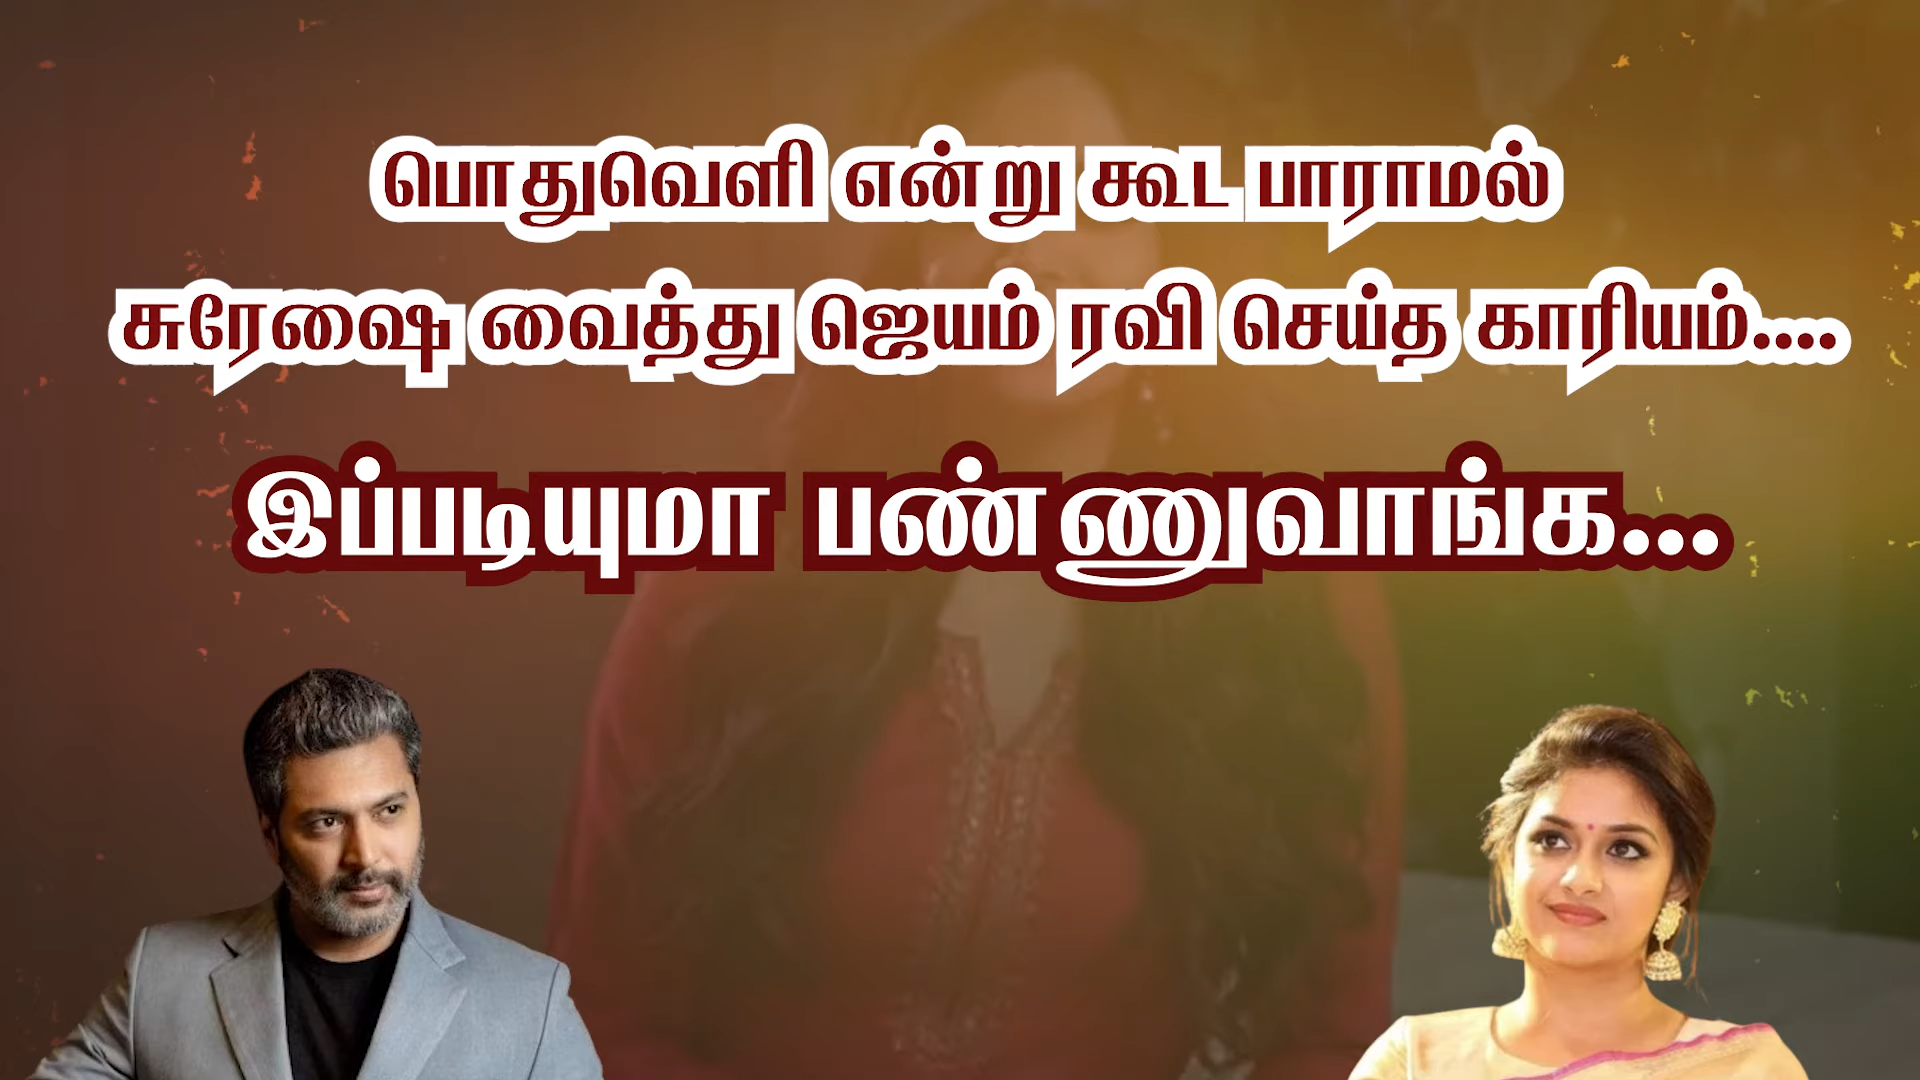 பொதுவெளி என்று கூட பாராமல்
சுரேஷை வைத்து ஜெயம் ரவி செய்த காரியம்....
இப்படியுமா பண்ணுவாங்க...